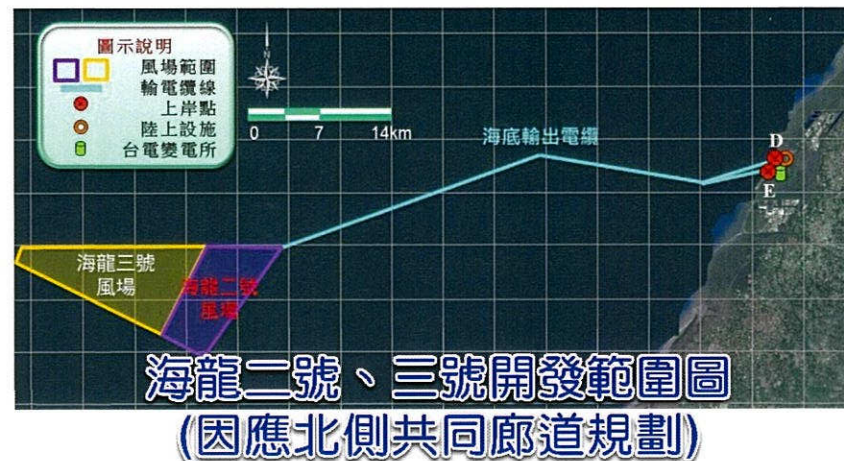 圖示說明
風場範圍
輸電纜線
上岸點
陸上設施
台電變電所
N
0 7 14km
海底輸出電纜
D
E
海龍三號
風場
海龍二號
風場
海龍二號、三號開發範圍圖
(因應北側共同廊道規劃)